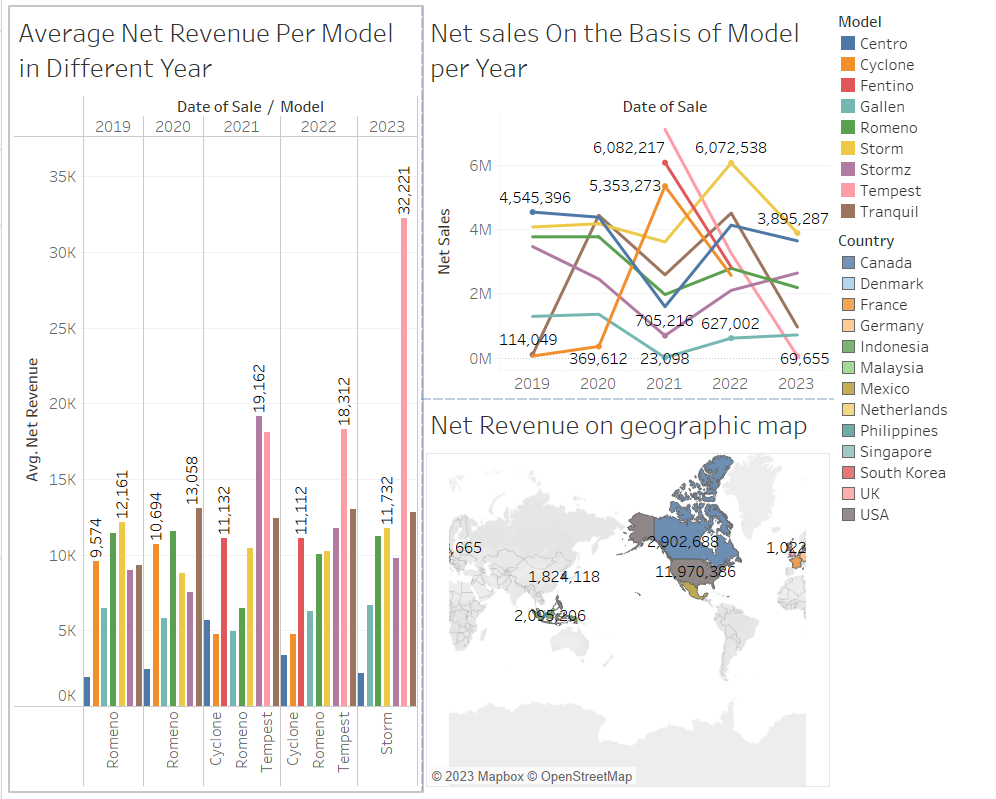 Average Net Revenue Per Model
in Different Year
Date of Sale / Model
2019 2020 2021 2022 2023
Avg. Net Revenue
35K
30K
25K
20K
15K
10K
5K
0K
9,574
12,161
10,694
13,058
11,132
19,162
11,112
18,312
11,732
32,221
Romeno
Romeno
Cyclone
Romeno
Tempest
Cyclone
Romeno
Tempest
Storm
Net sales On the Basis of Model
per Year
Date of Sale
Net Sales
6M
4M
2M
0M
6,082,217
6,072,538
5,353,273
4,545,396
3,895,287
705,216
627,002
114,049
369,612
23,098
69,655
2019 2020 2021 2022 2023
Net Revenue on geographic map
,665
2,902,688
1,022
1,824,118
11,970,386
2,095,206
© 2023 Mapbox © OpenStreetMap
Model
Centro
Cyclone
Fentino
Gallen
Romeno
Storm
Stormz
Tempest
Tranquil
Country
Canada
Denmark
France
Germany
Indonesia
Malaysia
Mexico
Netherlands
Philippines
Singapore
South Korea
UK
USA